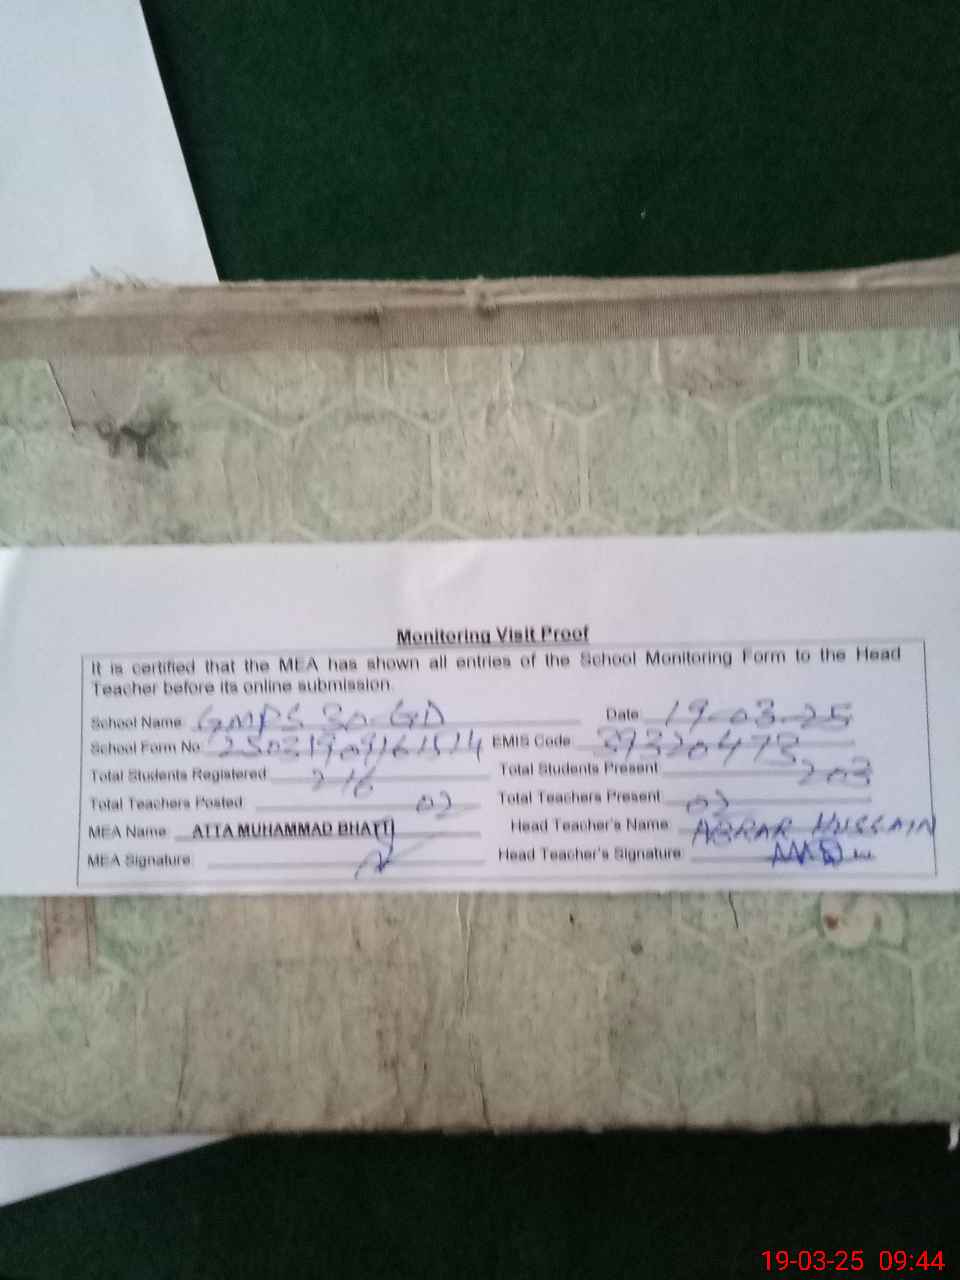 Monitoring Visit Proof
It is certified that the MEA has shown all entries of the School Monitoring Form to the Head
Teacher before its online submission.
School Name: GMPS 30-GD Date: 19-03-25
School Form No: EMIS Code 39320473
Total Students Registered 216 Total Students Present 203
Total Teachers Posted: 02 Total Teachers Present: 02
MEA Name: ATTA MUHAMMAD BHATTI Head Teacher's Name: ABRAR HUSSAIN
MEA Signature: Head Teacher's Signature:
19-03-25 09:44